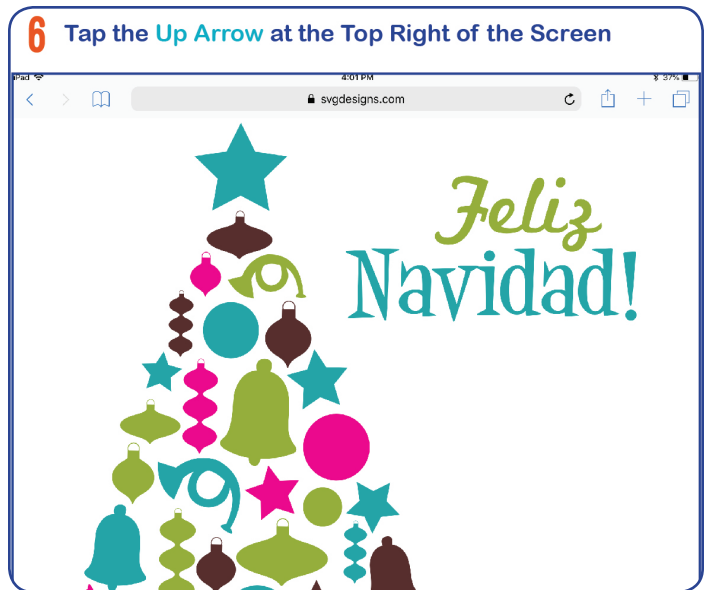 6 Tap the Up Arrow at the Top Right of the Screen
iPad 4:01 PM 37%
svgdesigns.com
Feliz
Navidad!